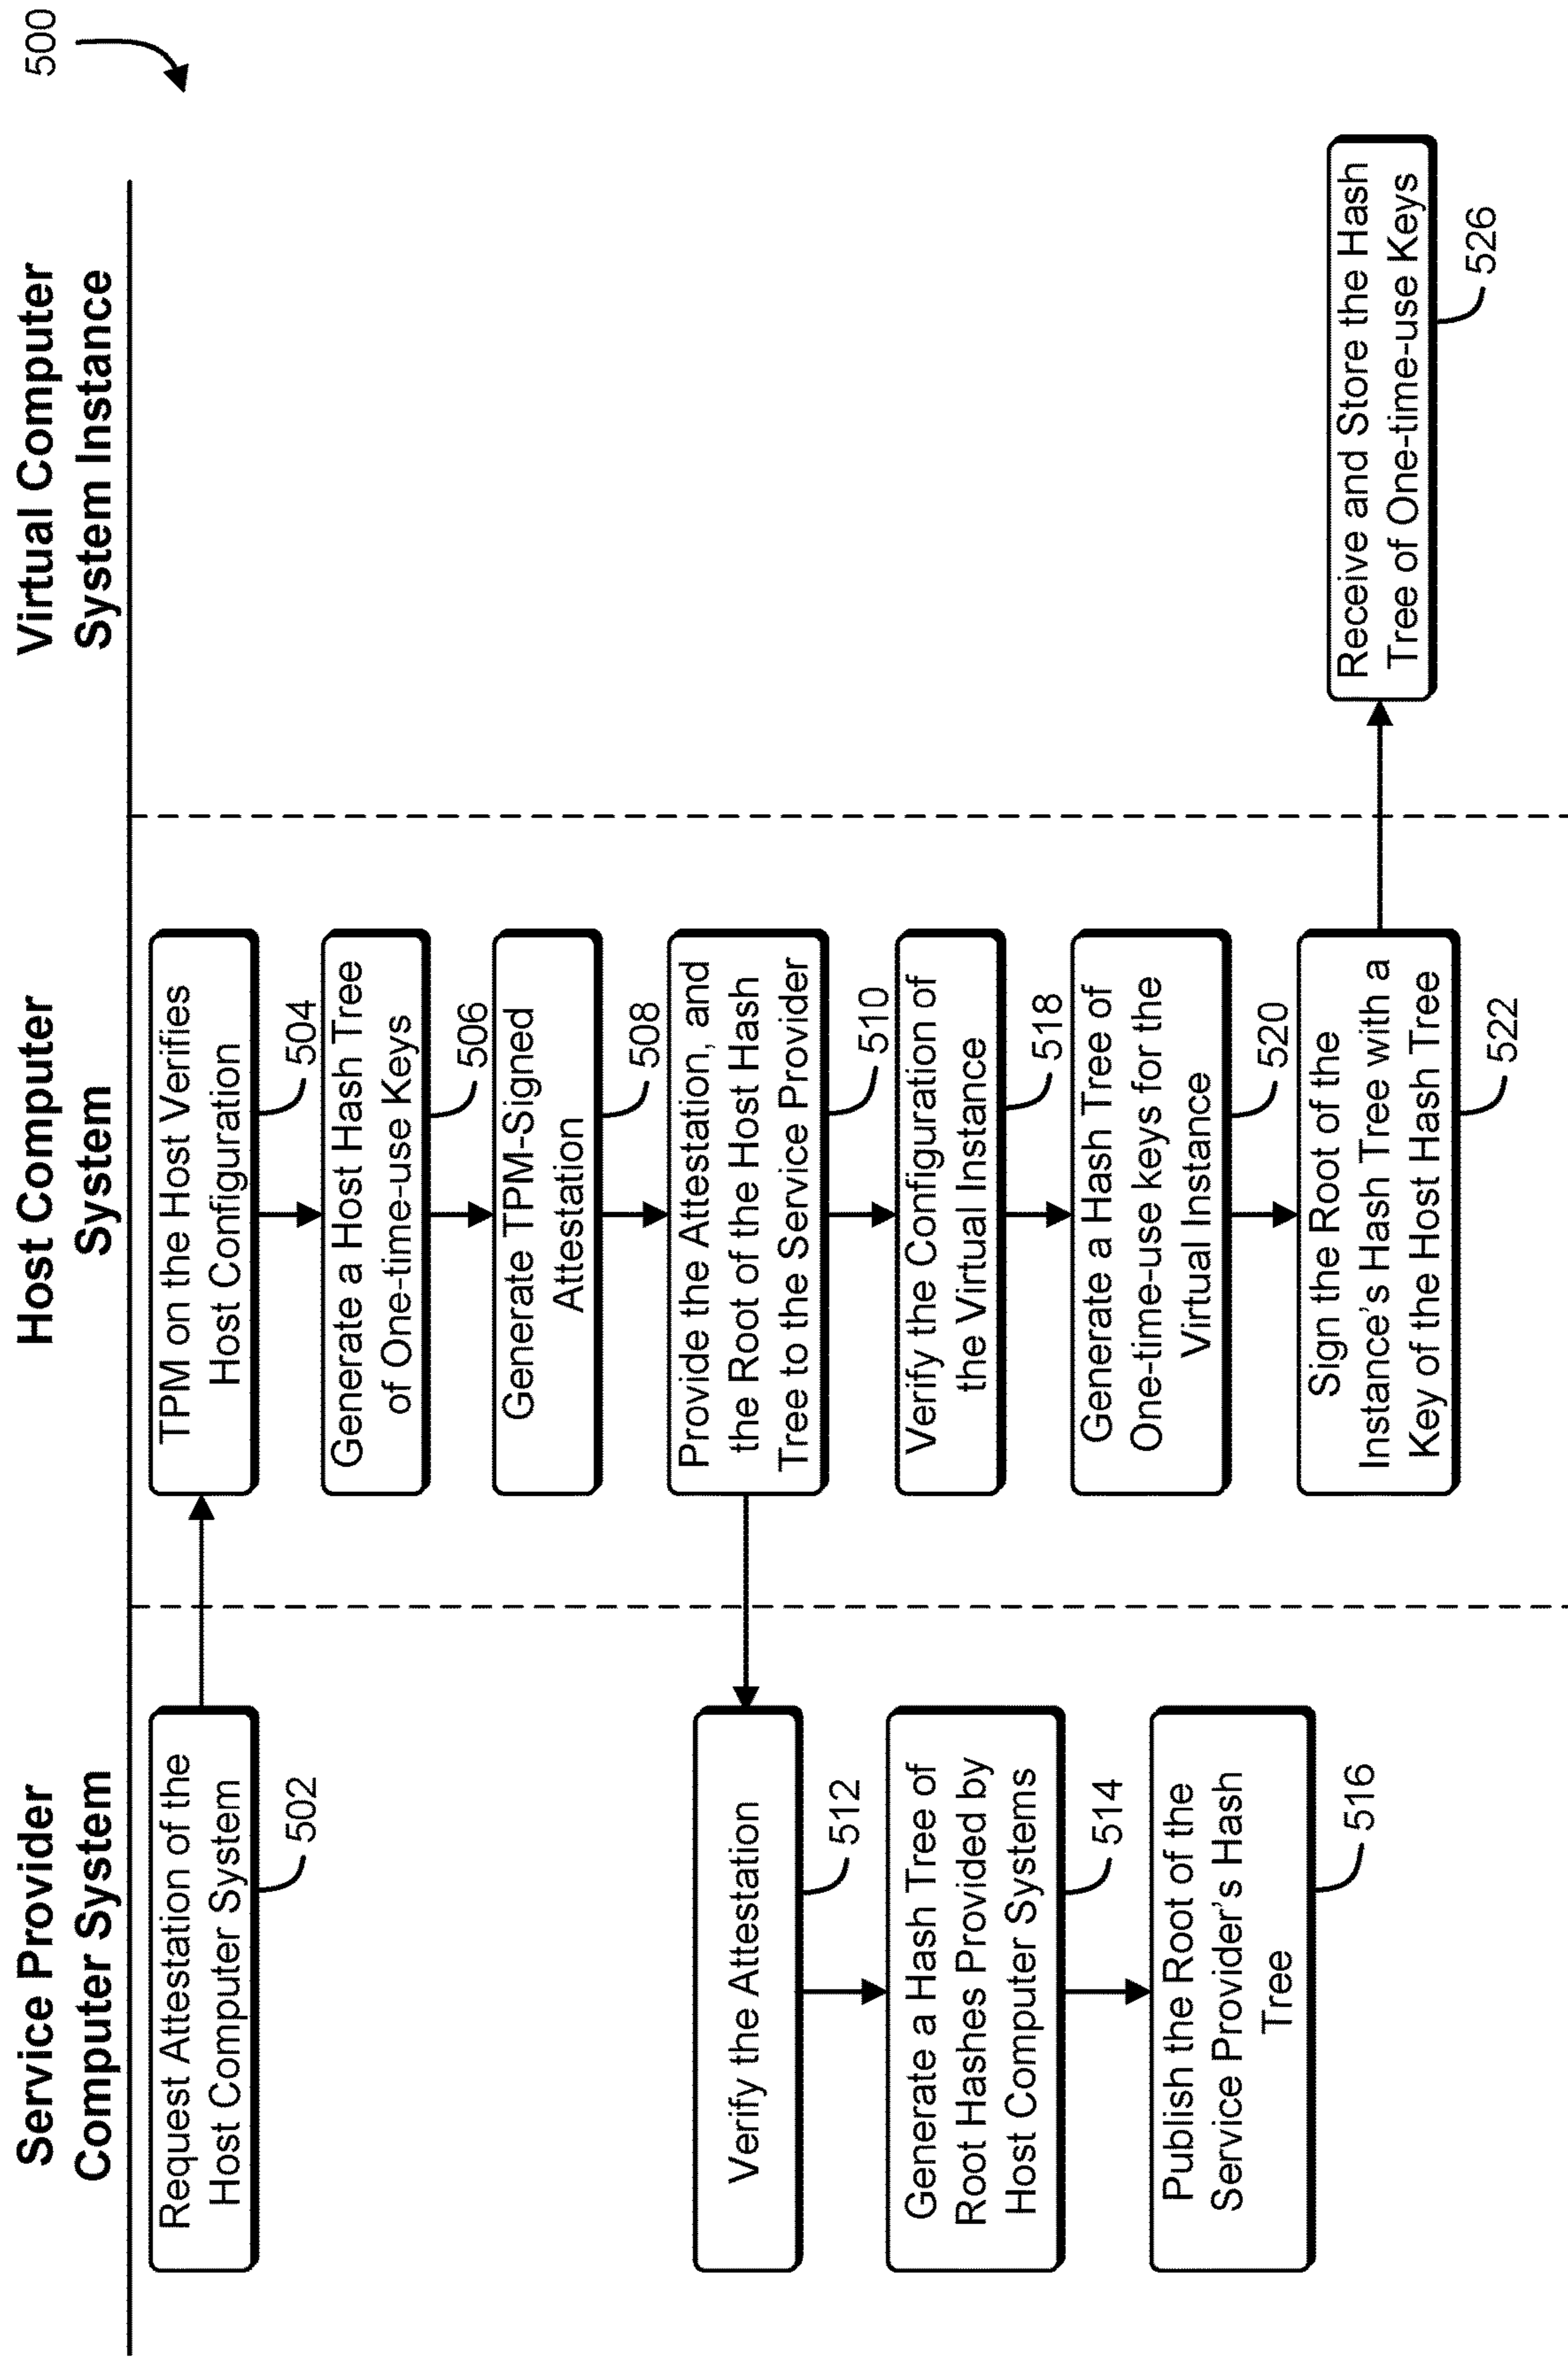 500
Service Provider
Computer System
Host Computer
System
Virtual Computer
System Instance
Request Attestation of the
Host Computer System
502
TPM on the Host Verifies
Host Configuration
504
Generate a Host Hash Tree
of One-time-use Keys
506
Generate TPM-Signed
Attestation
508
Provide the Attestation, and
the Root of the Host Hash
Tree to the Service Provider
510
Verify the Attestation
512
Generate a Hash Tree of
Root Hashes Provided by
Host Computer Systems
514
Publish the Root of the
Service Provider's Hash
Tree
516
Verify the Configuration of
the Virtual Instance
518
Generate a Hash Tree of
One-time-use keys for the
Virtual Instance
520
Sign the Root of the
Instance's Hash Tree with a
Key of the Host Hash Tree
522
Receive and Store the Hash
Tree of One-time-use Keys
526